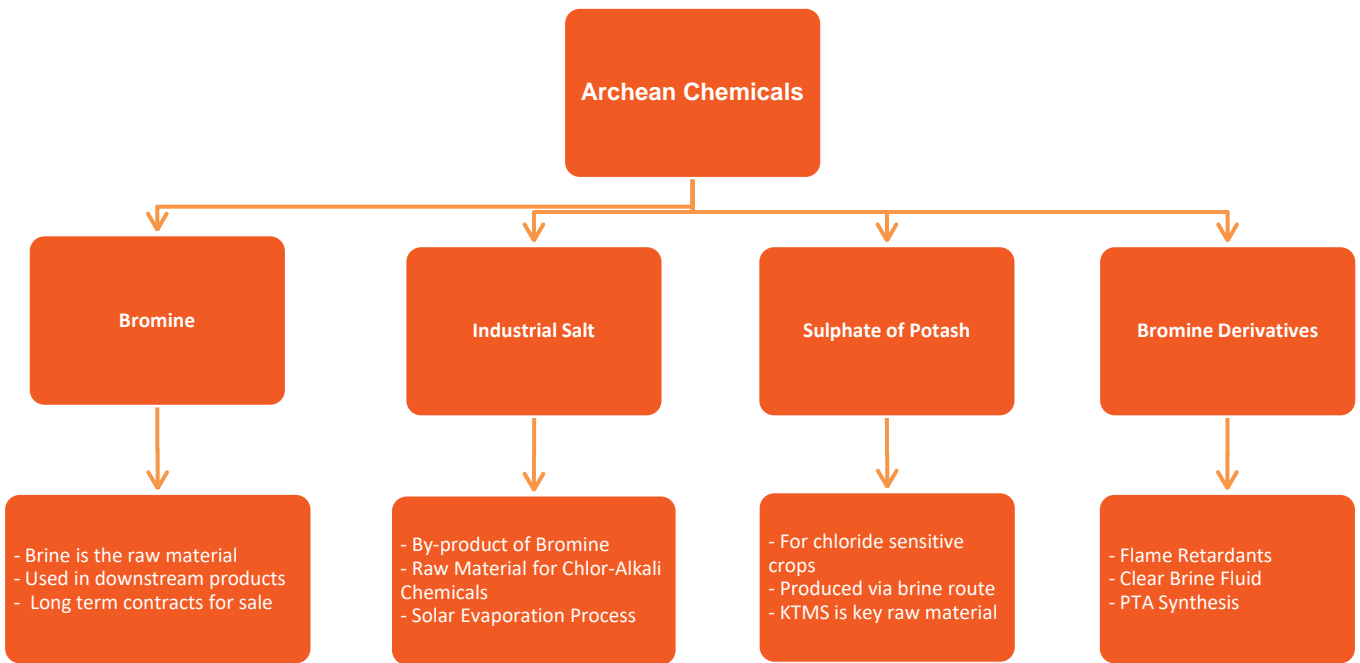 Archean Chemicals
Bromine
Industrial Salt
Sulphate of Potash
Bromine Derivatives
- Brine is the raw material
- Used in downstream products
- Long term contracts for sale
- By-product of Bromine
- Raw Material for Chlor-Alkali
Chemicals
- Solar Evaporation Process
- For chloride sensitive
crops
- Produced via brine route
- KTMS is key raw material
- Flame Retardants
- Clear Brine Fluid
- PTA Synthesis